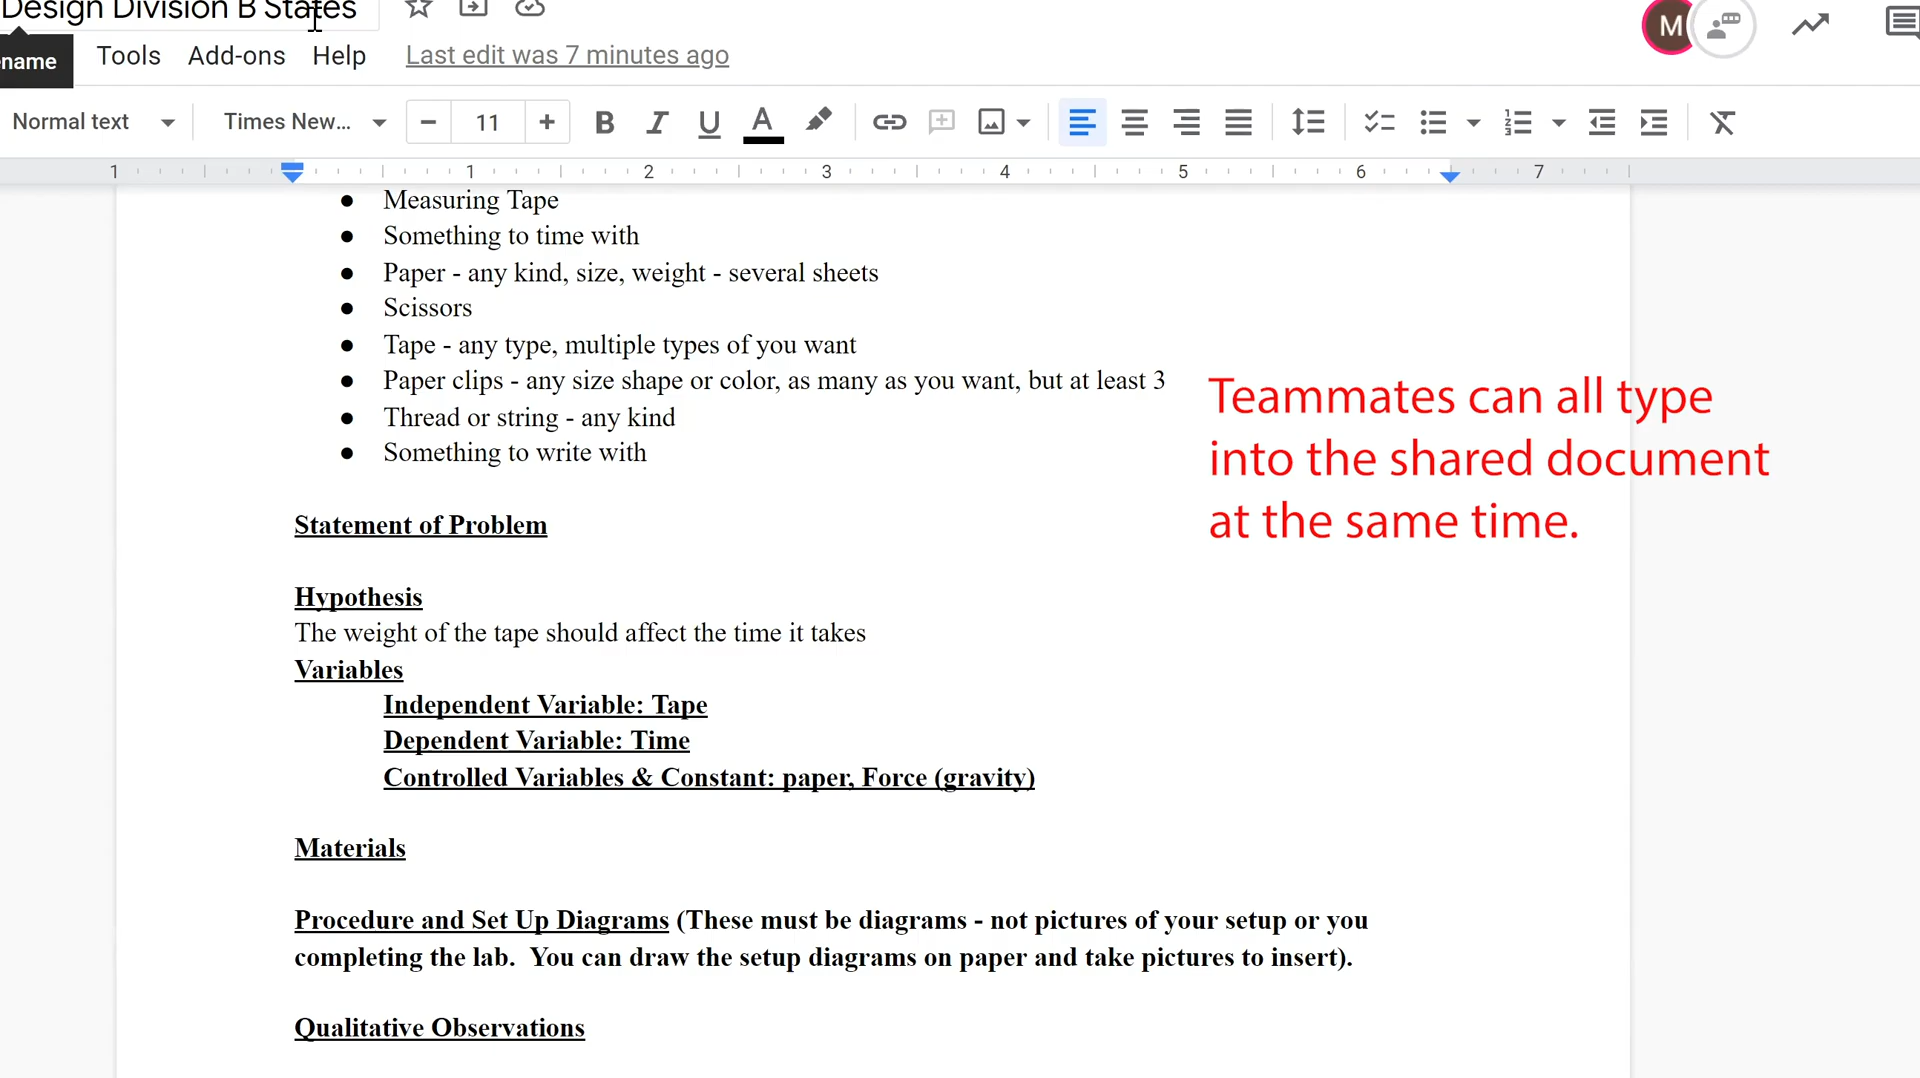 Design Division B States
name
Tools Add-ons Help Last edit was 7 minutes ago
M
Normal text Times New... − 11 + B I U A
1 1 2 3 4 5 6 7
● Measuring Tape
● Something to time with
● Paper - any kind, size, weight - several sheets
● Scissors
● Tape - any type, multiple types of you want
● Paper clips - any size shape or color, as many as you want, but at least 3
● Thread or string - any kind
● Something to write with
Teammates can all type
into the shared document
at the same time.
Statement of Problem
Hypothesis
The weight of the tape should affect the time it takes
Variables
Independent Variable: Tape
Dependent Variable: Time
Controlled Variables & Constant: paper, Force (gravity)
Materials
Procedure and Set Up Diagrams (These must be diagrams - not pictures of your setup or you
completing the lab.  You can draw the setup diagrams on paper and take pictures to insert).
Qualitative Observations